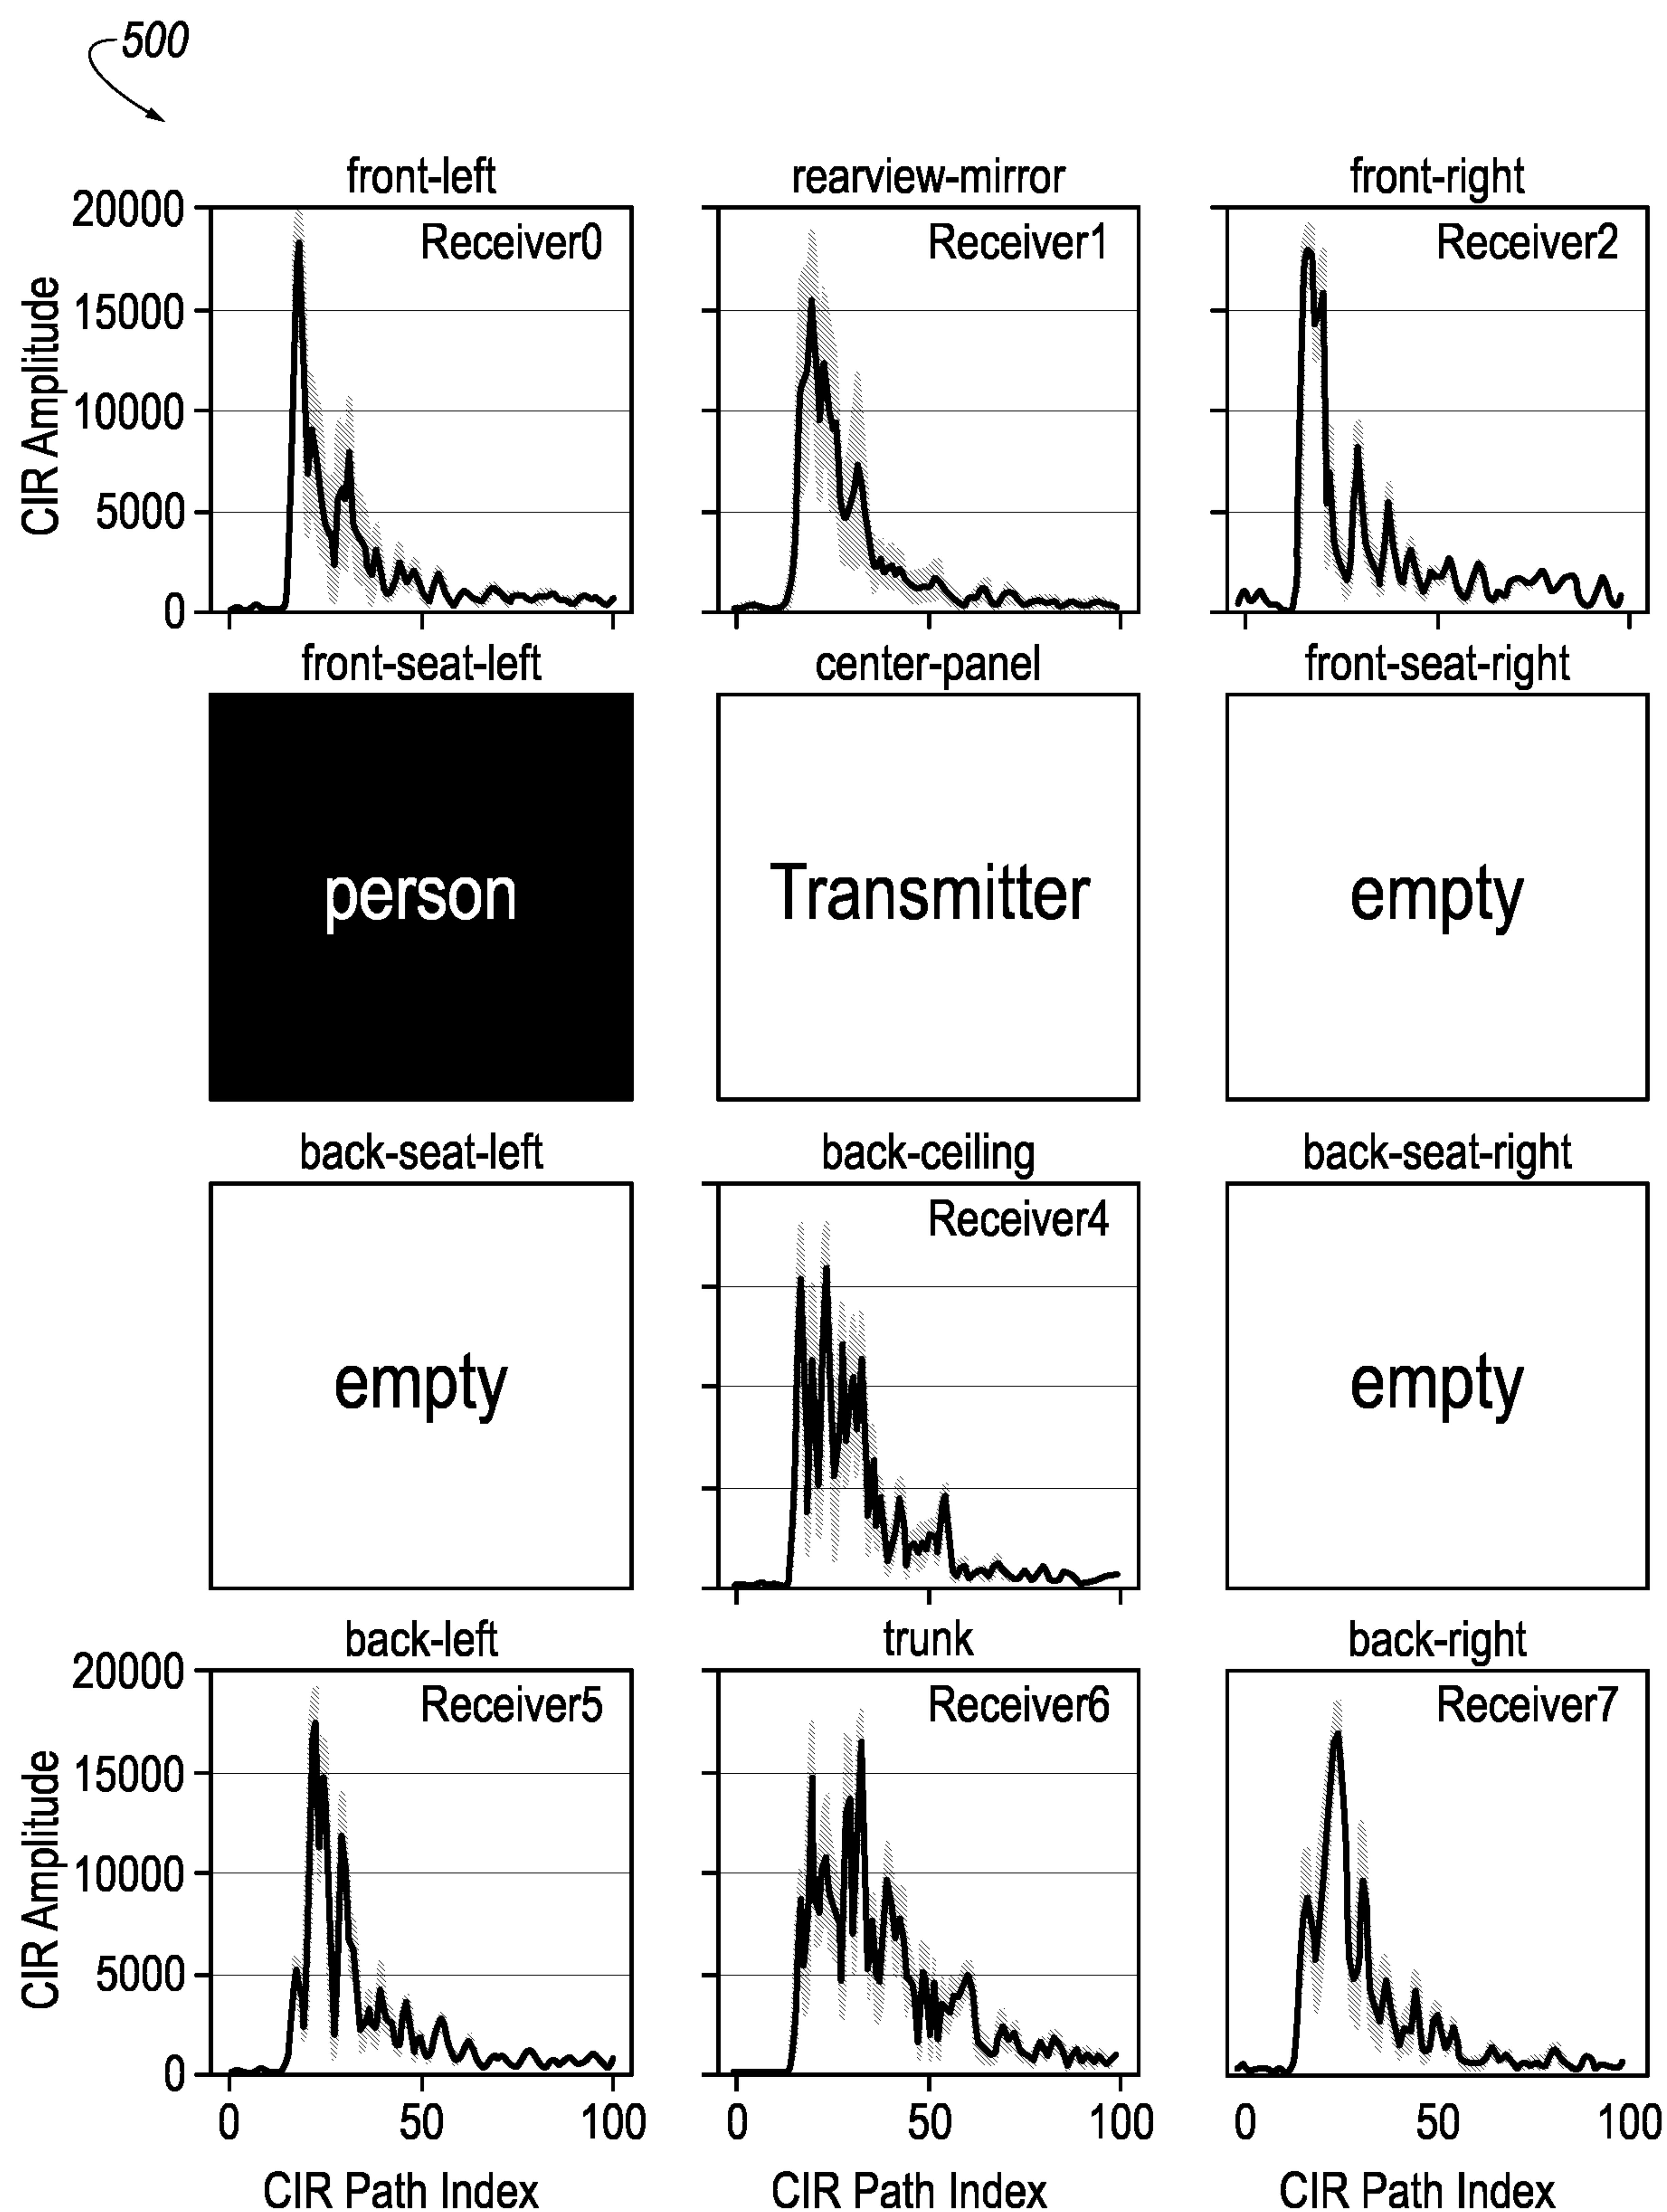 500
front-left
rearview-mirror
front-right
20000
15000
10000
5000
0
CIR Amplitude
Receiver0
Receiver1
Receiver2
front-seat-left
center-panel
front-seat-right
person
Transmitter
empty
back-seat-left
back-ceiling
back-seat-right
empty
Receiver4
empty
back-left
trunk
back-right
20000
15000
10000
5000
0
CIR Amplitude
Receiver5
Receiver6
Receiver7
0 50 100
0 50 100
0 50 100
CIR Path Index
CIR Path Index
CIR Path Index